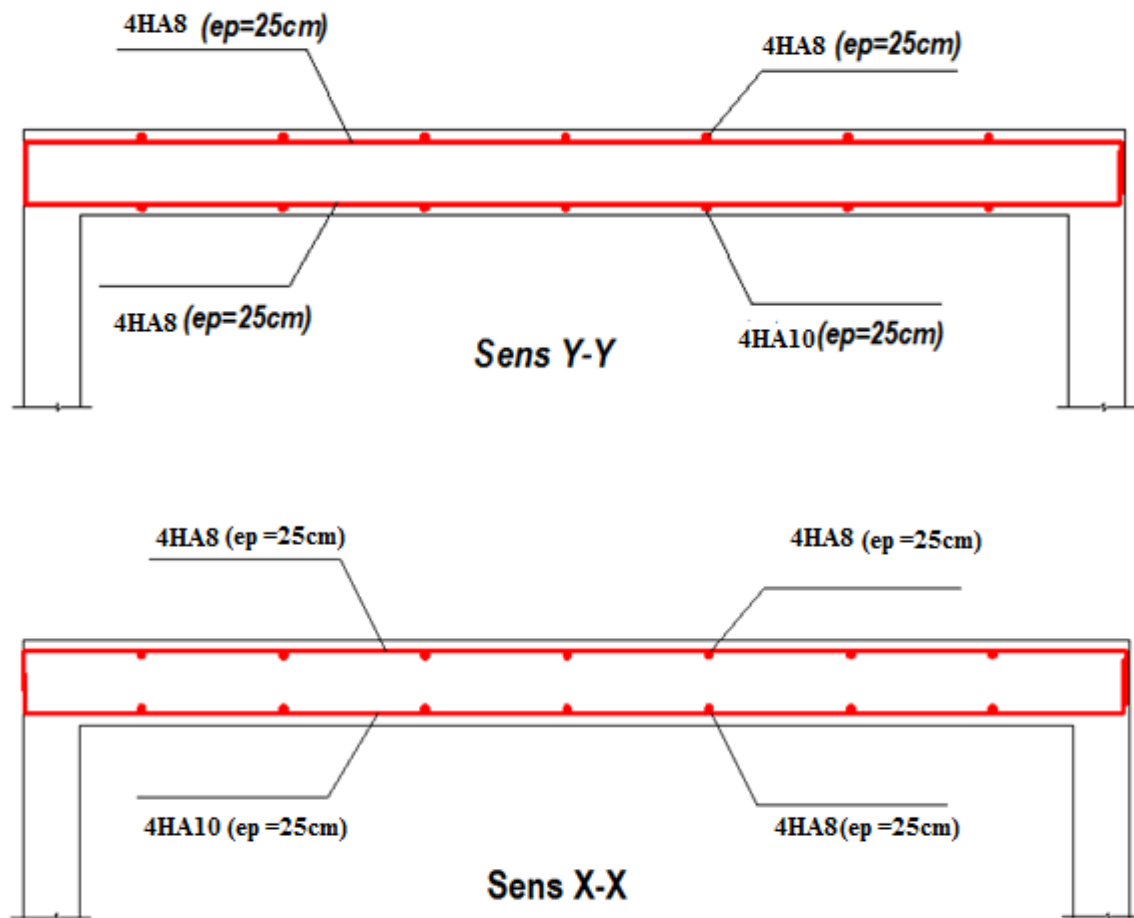 4HA8 (ep=25cm)
4HA8 (ep=25cm)
4HA8 (ep=25cm)
4HA10(ep=25cm)
Sens Y-Y
4HA8 (ep =25cm)
4HA8 (ep =25cm)
4HA10 (ep =25cm)
4HA8(ep =25cm)
Sens X-X